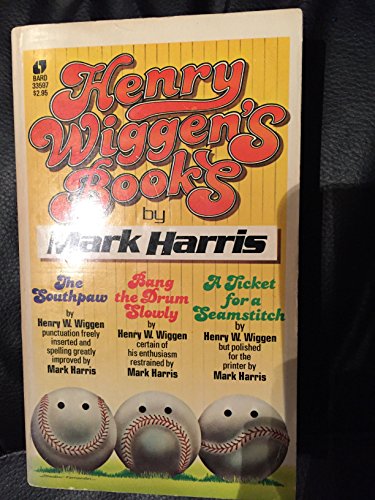 BARD
33597
$2.95
Henry
Wiggen's
Books
by
Mark Harris
The
Southpaw
by
Henry W. Wiggen
punctuation freely
inserted and
spelling greatly
improved by
Mark Harris
Bang
the Drum
Slowly
by
Henry W. Wiggen
certain of
his enthusiasm
restrained by
Mark Harris
A Ticket
for a
Seamstitch
by
Henry W. Wiggen
but polished
for the
printer by
Mark Harris